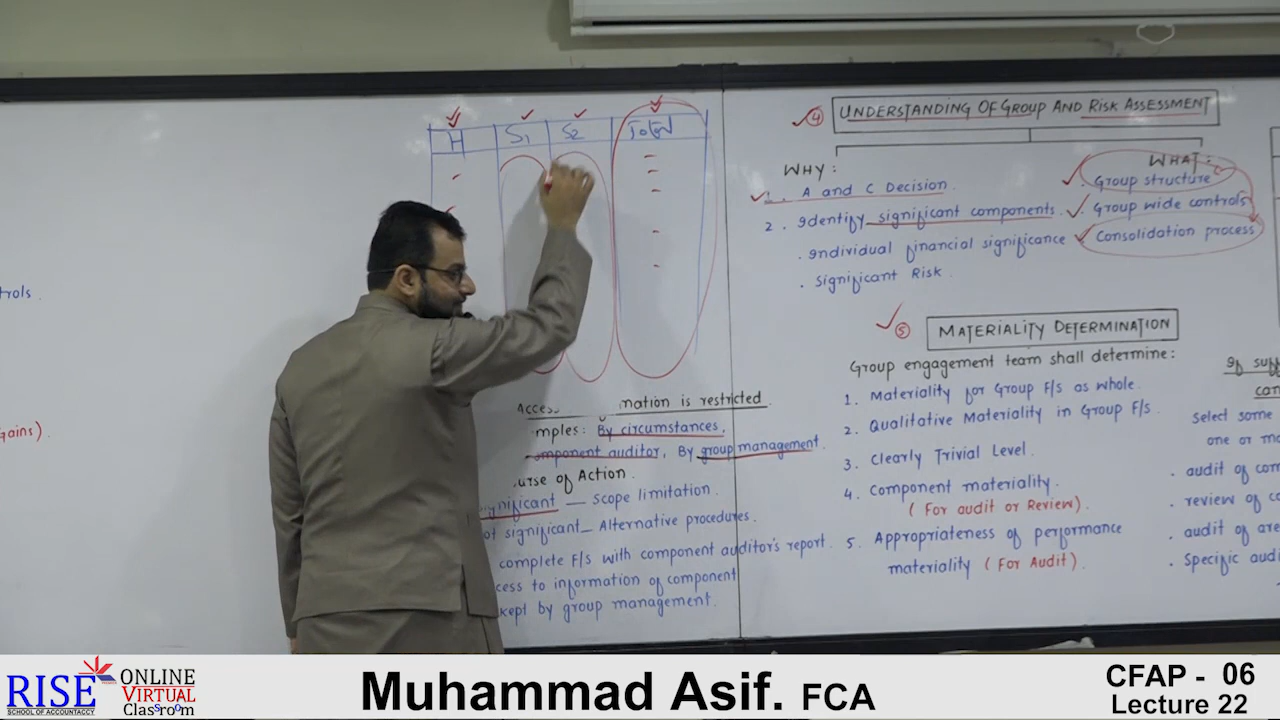 trols.
Gains).
H S1 S2 Total
Access mation is restricted
mples: By circumstances,
omponent auditor, By group management.
urse of Action.
gnificant — Scope limitation.
ot significant — Alternative procedures.
complete F/S with component auditor's report.
cess to information of component
kept by group management.
④ UNDERSTANDING OF GROUP AND RISK ASSESSMENT
WHY:
1. A and C Decision.
2. Identify significant components.
. Individual financial significance
. Significant Risk.
WHAT:
. Group structure
. Group wide controls
. Consolidation process
⑤ MATERIALITY DETERMINATION
Group engagement team shall determine:
1. Materiality for Group F/S as whole.
2. Qualitative Materiality in Group F/S.
3. Clearly Trivial Level.
4. Component materiality.
(For audit or Review).
5. Appropriateness of performance
materiality (For Audit).
If suff
con
Select some
one or mo
. audit of com
. review of co
. audit of are
. Specific audi
RISE
SCHOOL OF ACCOUNTANCY
ONLINE
VIRTUAL
Classroom
Muhammad Asif. FCA
CFAP - 06
Lecture 22